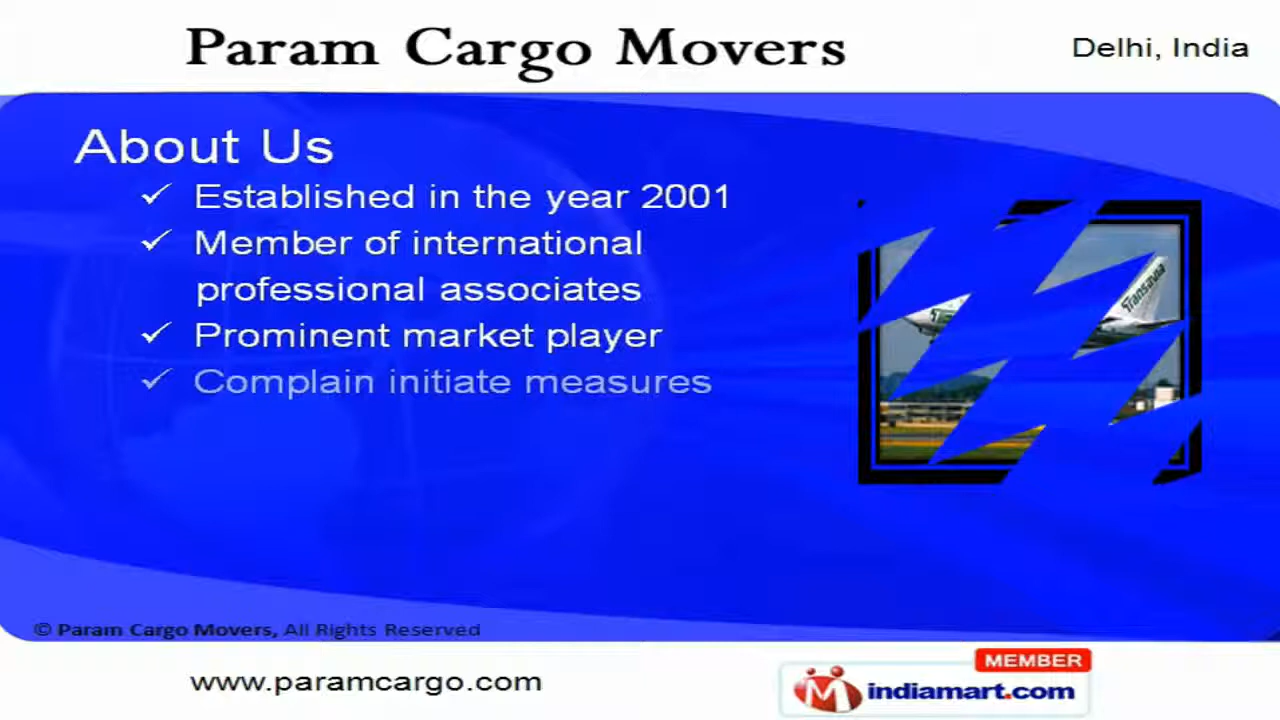 Param Cargo Movers
Delhi, India
About Us
✓ Established in the year 2001
✓ Member of international
professional associates
✓ Prominent market player
✓ Complain initiate measures
Transavia
© Param Cargo Movers, All Rights Reserved
www.paramcargo.com
MEMBER
indiamart.com